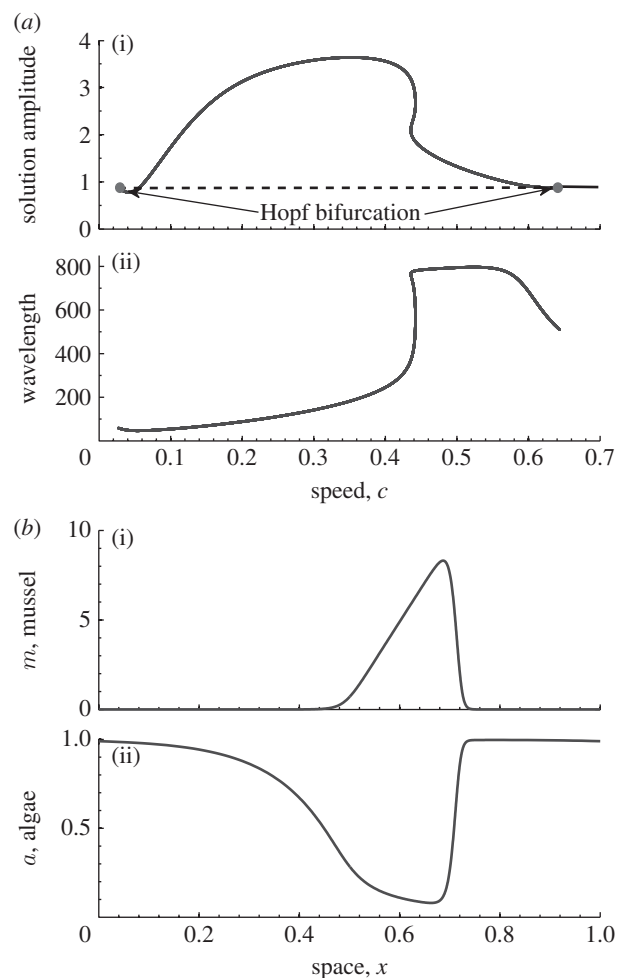 (a)
(i)
4
3
2
1
0
solution amplitude
Hopf bifurcation
(ii)
800
600
400
200
wavelength
0 0.1 0.2 0.3 0.4 0.5 0.6 0.7
speed, c
(b)
(i)
10
5
0
m, mussel
(ii)
1.0
0.5
a, algae
0 0.2 0.4 0.6 0.8 1.0
space, x